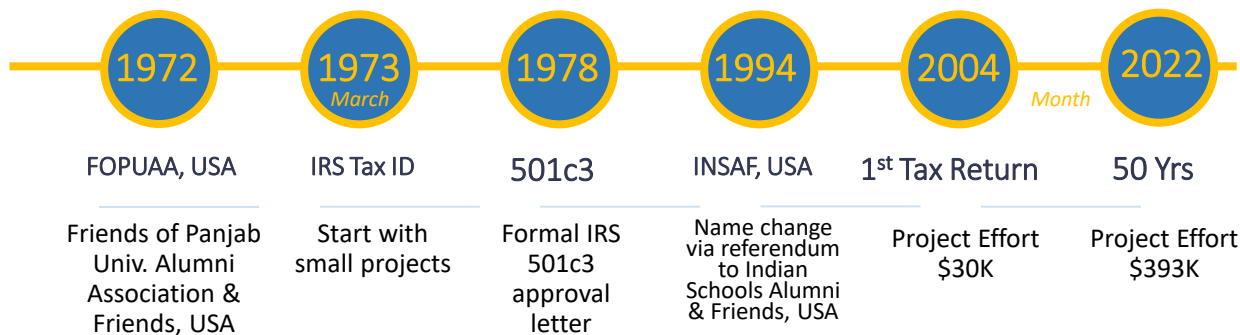 1972
1973
March
1978
1994
2004
Month
2022
FOPUAA, USA
IRS Tax ID
501c3
INSAF, USA
1st Tax Return
50 Yrs
Friends of Panjab
Univ. Alumni
Association &
Friends, USA
Start with
small projects
Formal IRS
501c3
approval
letter
Name change
via referendum
to Indian
Schools Alumni
& Friends, USA
Project Effort
$30K
Project Effort
$393K